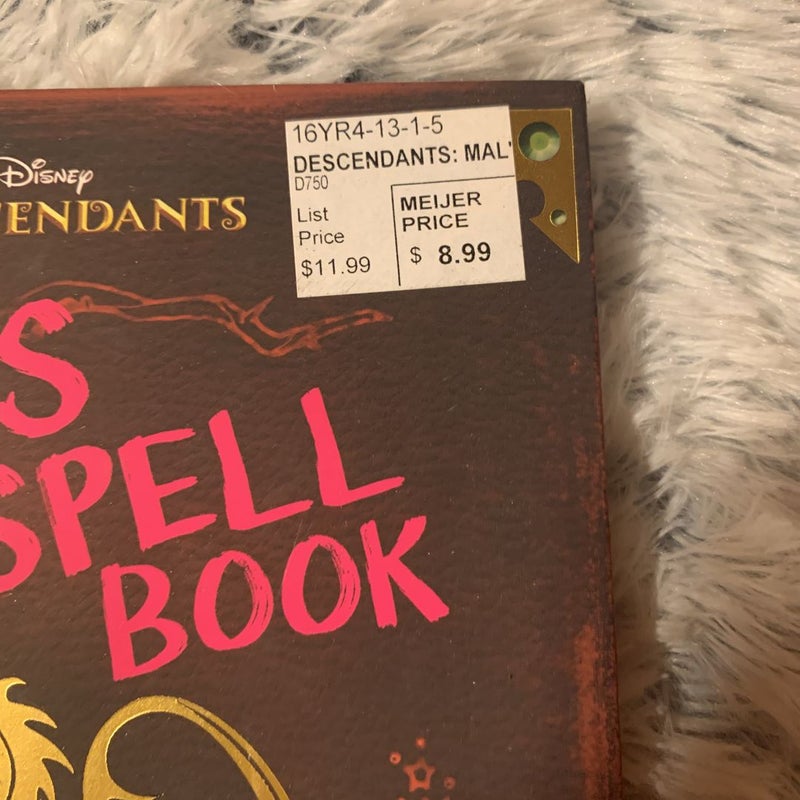 16YR4-13-1-5
DESCENDANTS: MAL'
D750
List
Price
$11.99
MEIJER
PRICE
$ 8.99
Disney
ENDANTS
S
SPELL
BOOK